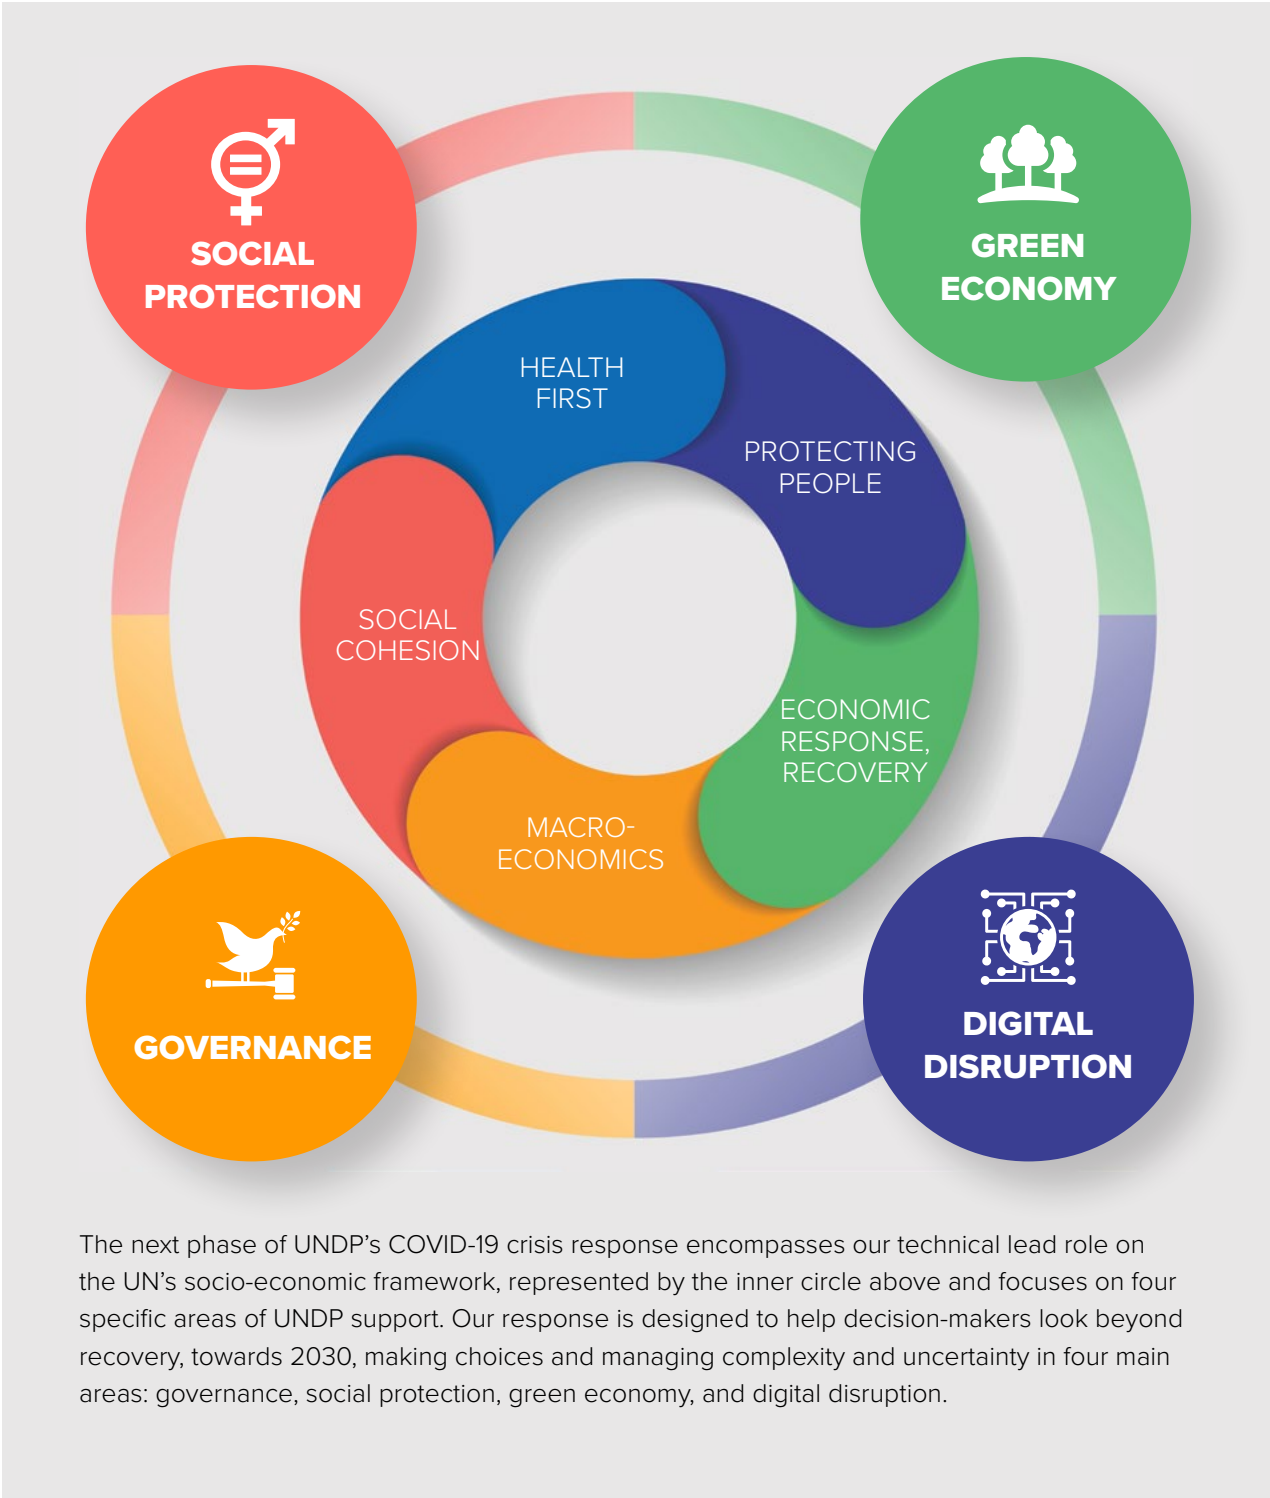 SOCIAL
PROTECTION
GREEN
ECONOMY
HEALTH
FIRST
PROTECTING
PEOPLE
SOCIAL
COHESION
ECONOMIC
RESPONSE,
RECOVERY
MACRO-
ECONOMICS
GOVERNANCE
DIGITAL
DISRUPTION
The next phase of UNDP’s COVID-19 crisis response encompasses our technical lead role on
the UN’s socio-economic framework, represented by the inner circle above and focuses on four
specific areas of UNDP support. Our response is designed to help decision-makers look beyond
recovery, towards 2030, making choices and managing complexity and uncertainty in four main
areas: governance, social protection, green economy, and digital disruption.